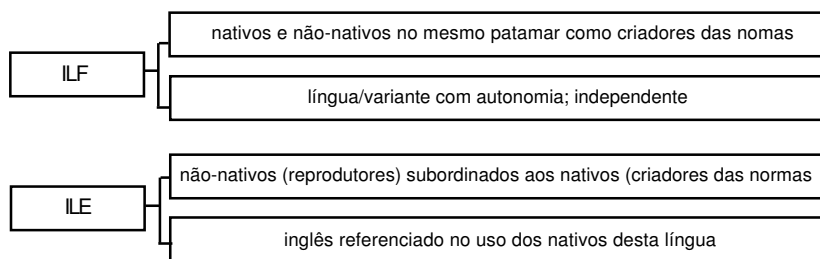 nativos e não-nativos no mesmo patamar como criadores das nomas
ILF
língua/variante com autonomia; independente
não-nativos (reprodutores) subordinados aos nativos (criadores das normas
ILE
inglês referenciado no uso dos nativos desta língua